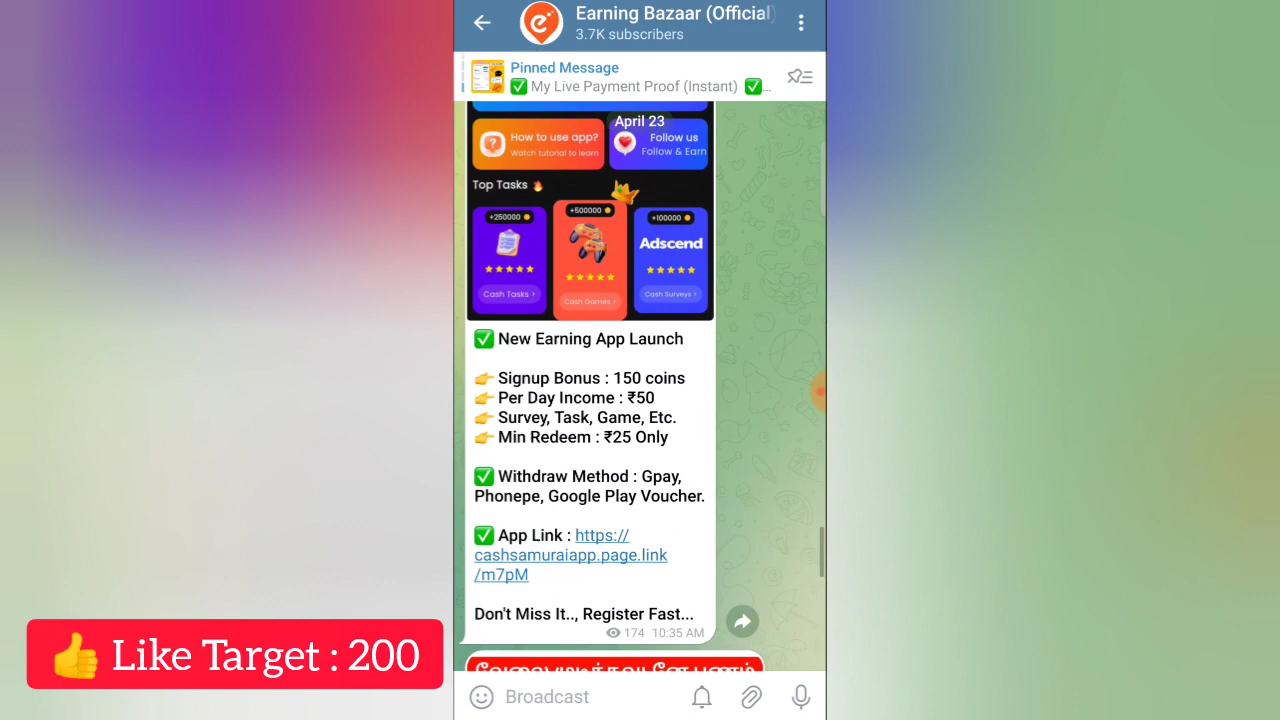 Earning Bazaar (Official)
3.7K subscribers
Pinned Message
✅ My Live Payment Proof (Instant) ✅...
April 23
How to use app?
Watch tutorial to learn
Follow us
Follow & Earn
Top Tasks 🔥
+250000
+500000
+100000
Adscend
Cash Tasks >
Cash Games >
Cash Surveys >
✅ New Earning App Launch
👉 Signup Bonus : 150 coins
👉 Per Day Income : ₹50
👉 Survey, Task, Game, Etc.
👉 Min Redeem : ₹25 Only
✅ Withdraw Method : Gpay,
Phonepe, Google Play Voucher.
✅ App Link : https://
cashsamuraiapp.page.link
/m7pM
Don't Miss It.., Register Fast...
174 10:35 AM
Broadcast
👍 Like Target : 200